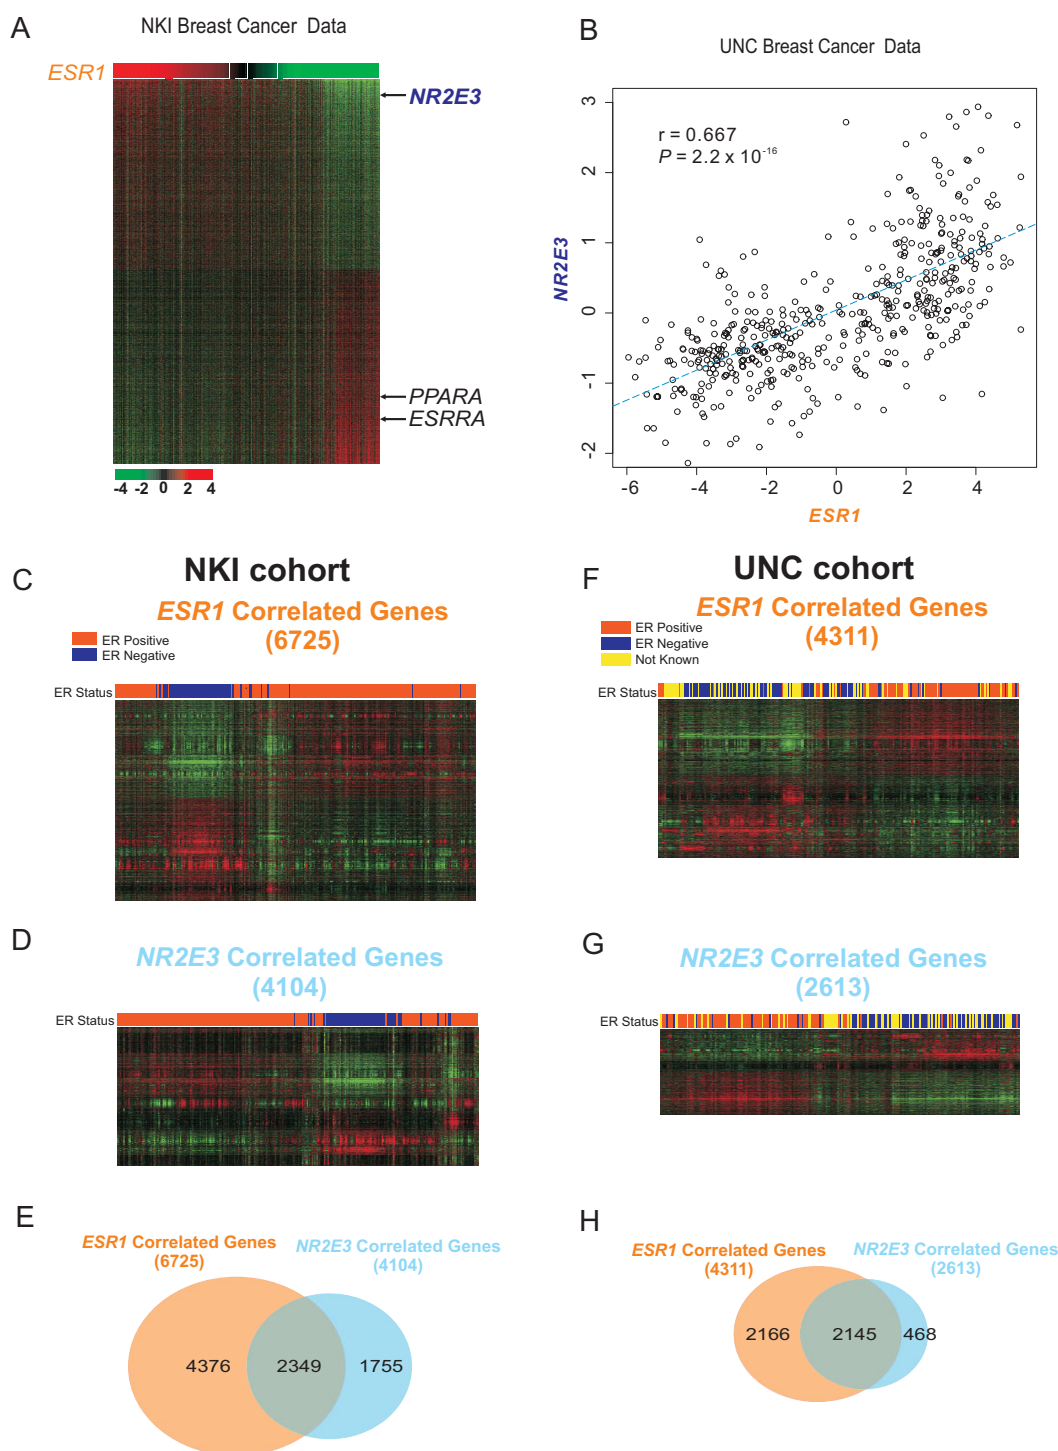 A
NKI Breast Cancer Data
ESR1
NR2E3
PPARA
ESRRA
-4 -2 0 2 4
B
UNC Breast Cancer Data
r = 0.667
P = 2.2 x 10⁻¹⁶
3
2
1
0
-1
-2
NR2E3
-6 -4 -2 0 2 4
ESR1
C
NKI cohort
ESR1 Correlated Genes
(6725)
ER Positive
ER Negative
ER Status
D
NR2E3 Correlated Genes
(4104)
ER Status
E
ESR1 Correlated Genes
(6725)
NR2E3 Correlated Genes
(4104)
4376 2349 1755
F
UNC cohort
ESR1 Correlated Genes
(4311)
ER Positive
ER Negative
Not Known
ER Status
G
NR2E3 Correlated Genes
(2613)
ER Status
H
ESR1 Correlated Genes
(4311)
NR2E3 Correlated Genes
(2613)
2166 2145 468